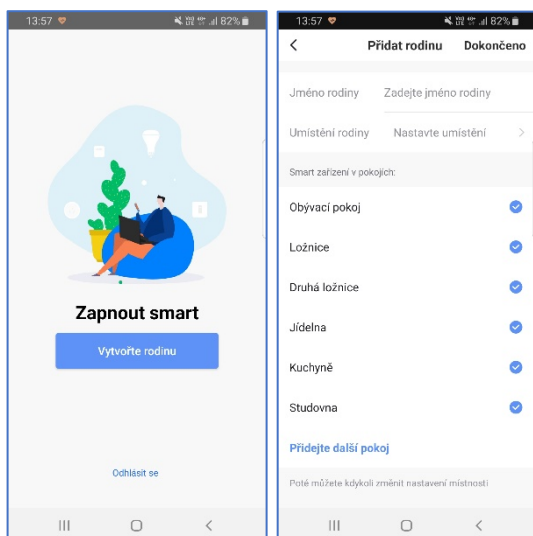 13:57 82%
Zapnout smart
Vytvořte rodinu
Odhlásit se
13:57 82%
Přidat rodinu Dokončeno
Jméno rodiny Zadejte jméno rodiny
Umístění rodiny Nastavte umístění
Smart zařízení v pokojích:
Obývací pokoj
Ložnice
Druhá ložnice
Jídelna
Kuchyně
Studovna
Přidejte další pokoj
Poté můžete kdykoli změnit nastavení místnosti